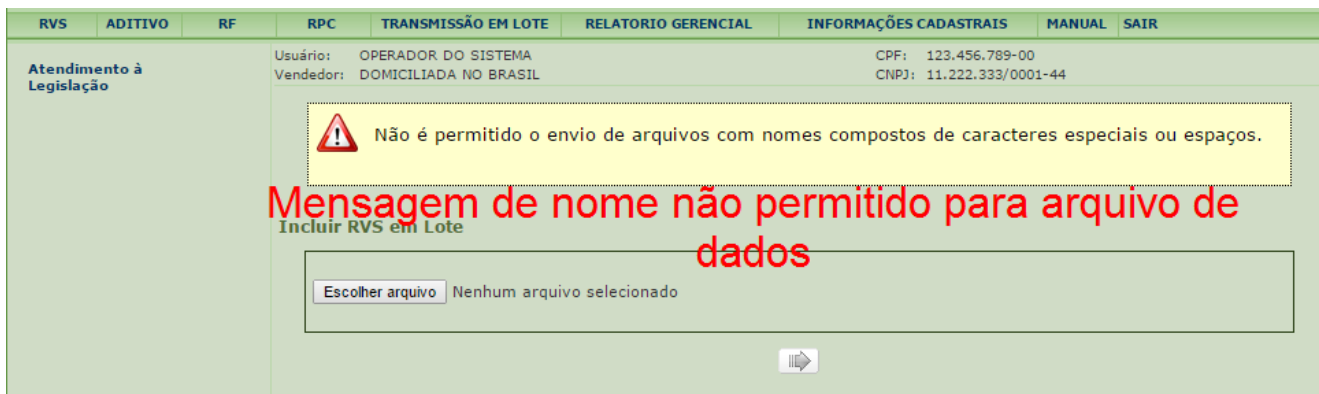 RVS ADITIVO RF RPC TRANSMISSÃO EM LOTE RELATORIO GERENCIAL INFORMAÇÕES CADASTRAIS MANUAL SAIR
Atendimento à
Legislação
Usuário: OPERADOR DO SISTEMA CPF: 123.456.789-00
Vendedor: DOMICILIADA NO BRASIL CNPJ: 11.222.333/0001-44
Não é permitido o envio de arquivos com nomes compostos de caracteres especiais ou espaços.
Mensagem de nome não permitido para arquivo de
dados
Incluir RVS em Lote
Escolher arquivo Nenhum arquivo selecionado